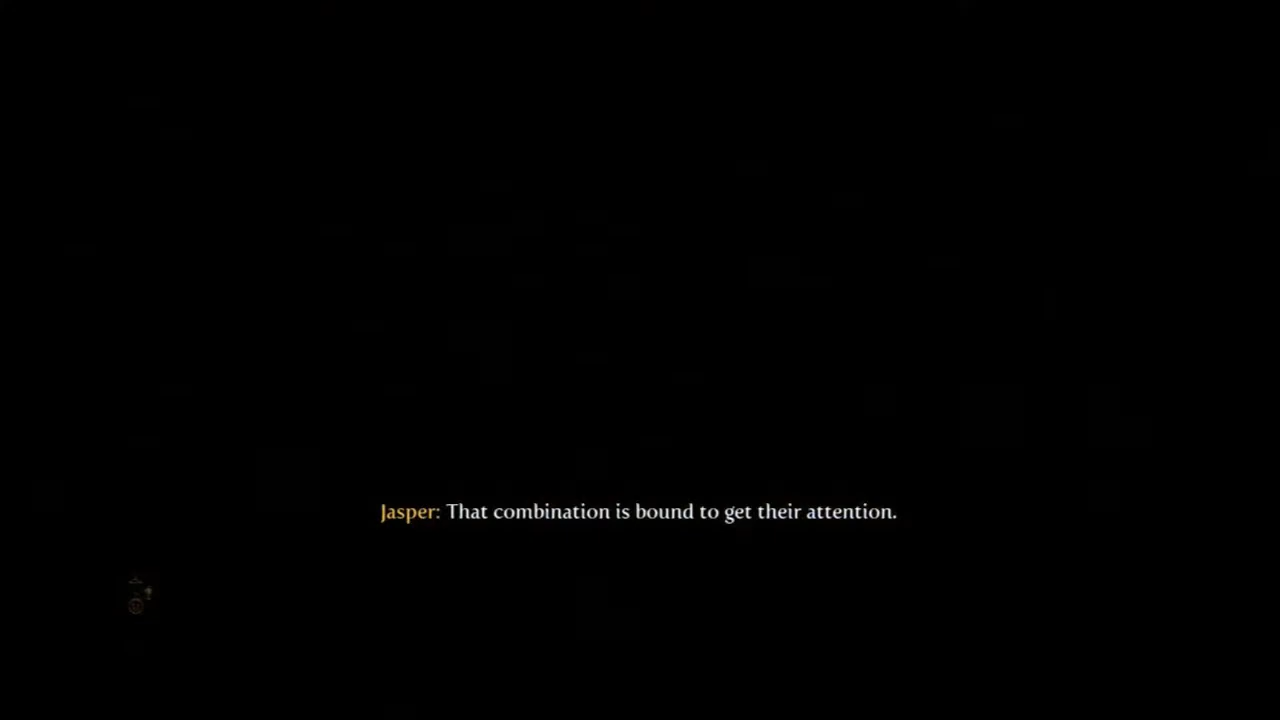 Jasper: That combination is bound to get their attention.